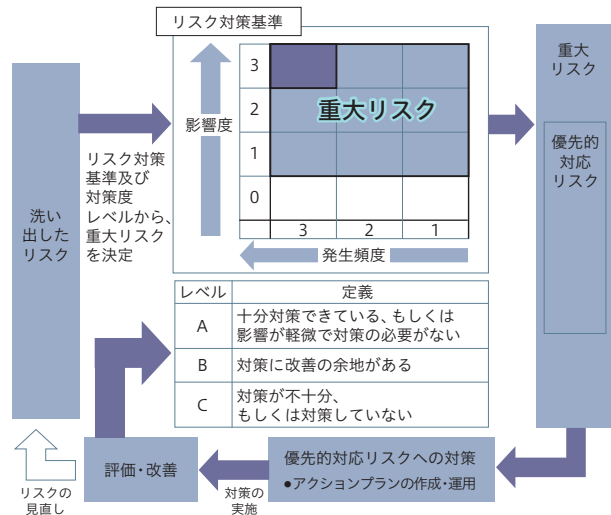 リスク対策基準
影響度
3
2
1
0
重大リスク
3
2
1
発生頻度
洗い
出した
リスク
リスク対策
基準及び
対策度
レベルから、
重大リスク
を決定
重大
リスク
優先的
対応
リスク
レベル
定義
A
十分対策できている、もしくは
影響が軽微で対策の必要がない
B
対策に改善の余地がある
C
対策が不十分、
もしくは対策していない
優先的対応リスクへの対策
●アクションプランの作成・運用
対策の
実施
評価・改善
リスクの
見直し